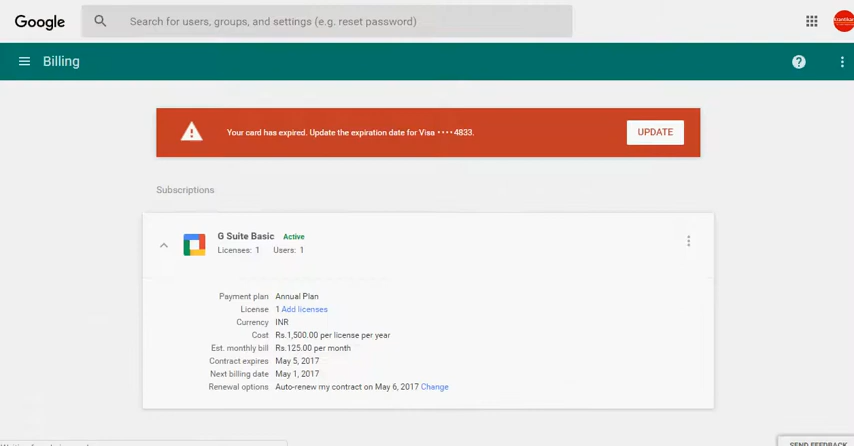 Google
Search for users, groups, and settings (e.g. reset password)
Billing
Your card has expired. Update the expiration date for Visa ••••4833.
UPDATE
Subscriptions
G Suite Basic Active
Licenses: 1 Users: 1
Payment plan Annual Plan
License 1 Add licenses
Currency INR
Cost Rs.1,500.00 per license per year
Est. monthly bill Rs.125.00 per month
Contract expires May 5, 2017
Next billing date May 1, 2017
Renewal options Auto-renew my contract on May 6, 2017 Change
SEND FEEDBACK